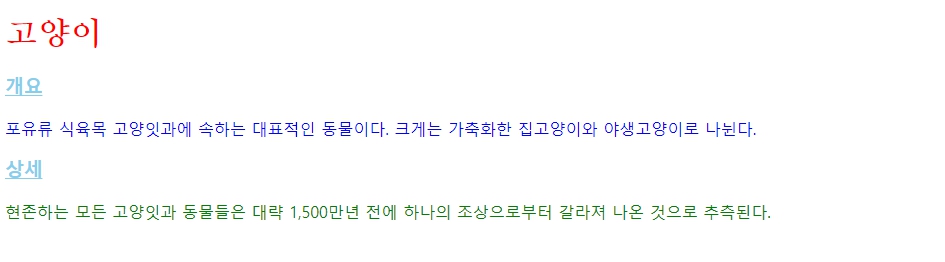 고양이
개요
포유류 식육목 고양잇과에 속하는 대표적인 동물이다. 크게는 가축화한 집고양이와 야생고양이로 나뉜다.
상세
현존하는 모든 고양잇과 동물들은 대략 1,500만년 전에 하나의 조상으로부터 갈라져 나온 것으로 추측된다.